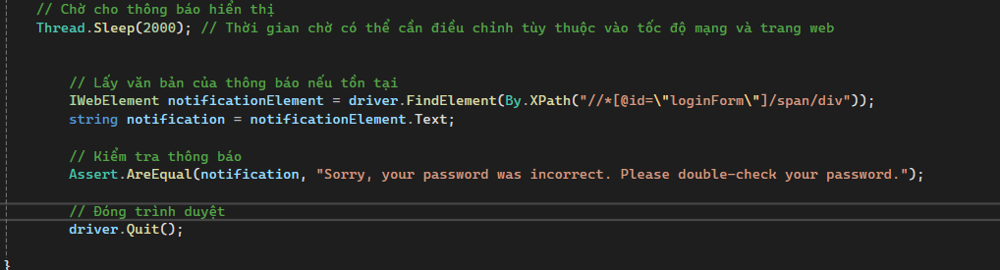 // Chờ cho thông báo hiển thị
Thread.Sleep(2000); // Thời gian chờ có thể cần điều chỉnh tùy thuộc vào tốc độ mạng và trang web
// Lấy văn bản của thông báo nếu tồn tại
IWebElement notificationElement = driver.FindElement(By.XPath("//*[@id=\"loginForm\"]/span/div"));
string notification = notificationElement.Text;
// Kiểm tra thông báo
Assert.AreEqual(notification, "Sorry, your password was incorrect. Please double-check your password.");
// Đóng trình duyệt
driver.Quit();
}